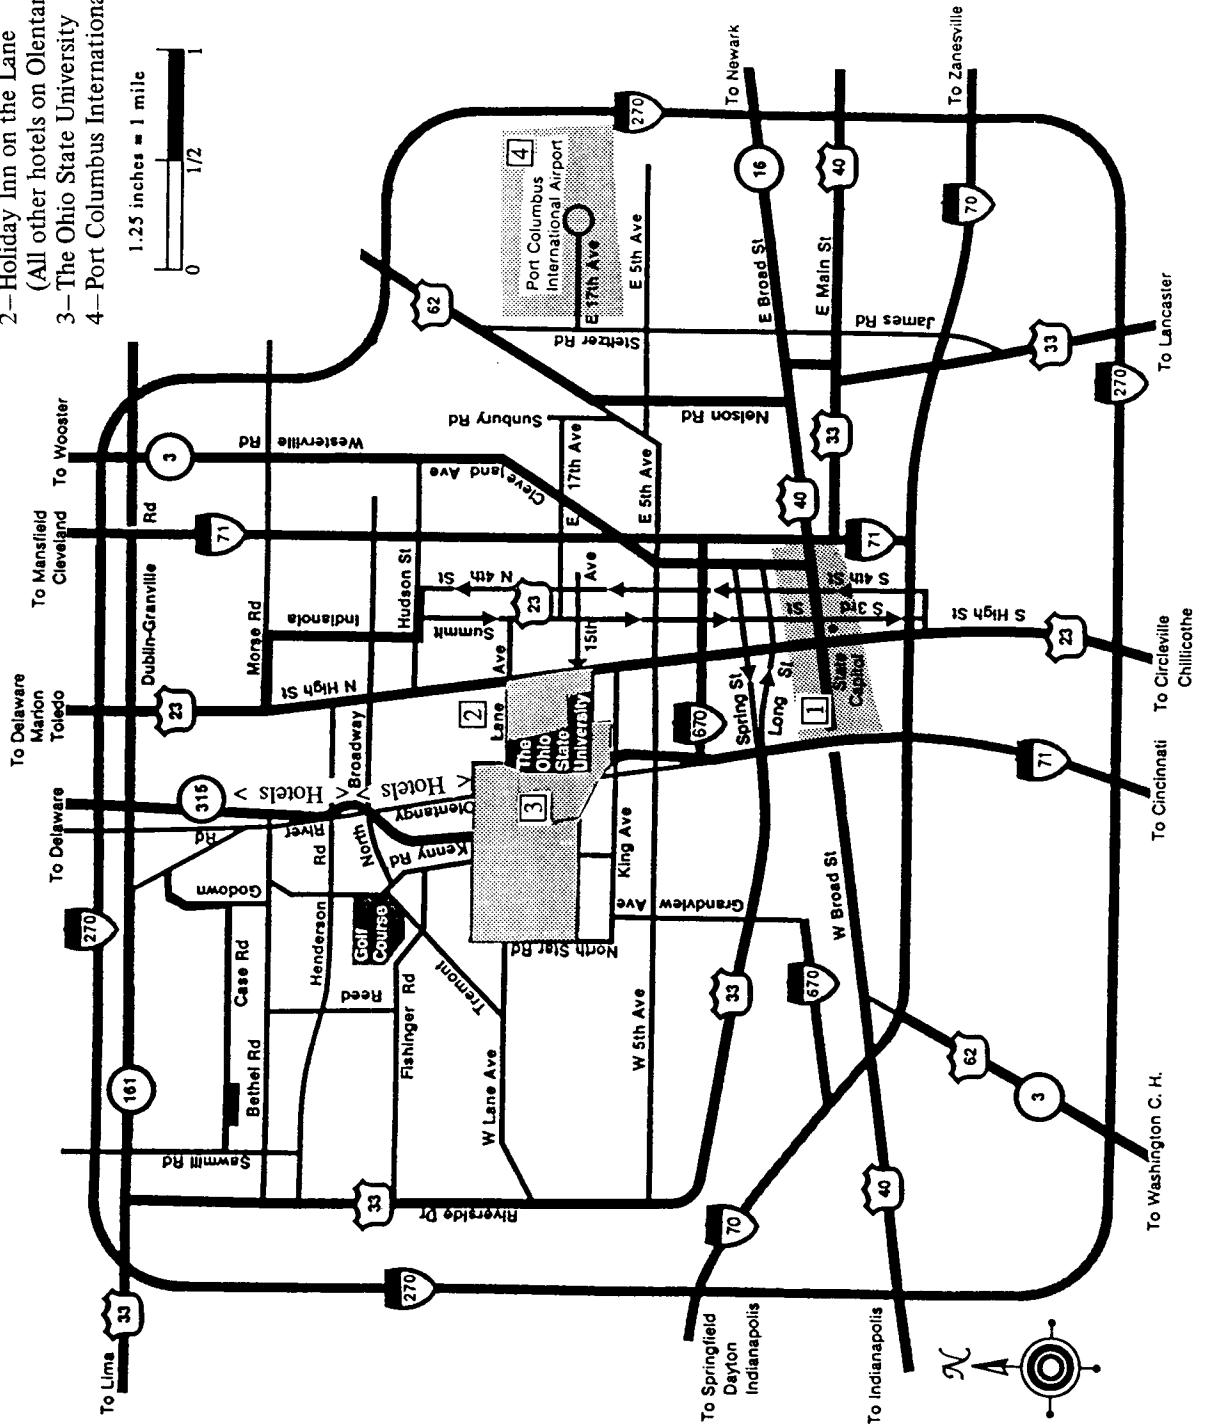 2–Holiday Inn on the Lane
(All other hotels on Olentan
3–The Ohio State University
4–Port Columbus Internationa
1.25 inches = 1 mile
0
1/2
1
To Lima
33
270
To Delaware
To Delaware
Marion
Toledo
To Mansfield
Cleveland
To Wooster
161
315
23
71
3
Dublin-Granville
Rd
Sawmill Rd
Case Rd
Godown
Rd
River
Bethel Rd
Morse Rd
Henderson
Rd
Reed
Golf
Course
North
Broadway
< Hotels >
< Hotels >
Olentangy
Kenny Rd
Fishinger Rd
Tremont
N High St
Indianola
Hudson St
Summit
N 4th St
23
Westerville
Rd
Cleveland Ave
Sunbury Rd
62
33
Riverside Dr
270
W Lane Ave
Lane
Ave
2
The
Ohio
State
University
3
North Star Rd
King Ave
15th
Ave
E 17th Ave
4
Port Columbus
International Airport
E 17th Ave
Steltzer Rd
270
W 5th Ave
E 5th Ave
E 5th Ave
Grandview
Ave
Nelson Rd
670
Spring St
Long
St
33
670
70
W Broad St
1
State
Capitol
S 3rd
St
S 4th St
40
E Broad St
16
To Newark
33
E Main St
40
71
James Rd
70
To Zanesville
62
3
40
71
S High St
23
33
270
To Springfield
Dayton
Indianapolis
To Indianapolis
To Washington C. H.
To Cincinnati
To Circleville
Chillicothe
To Lancaster
N